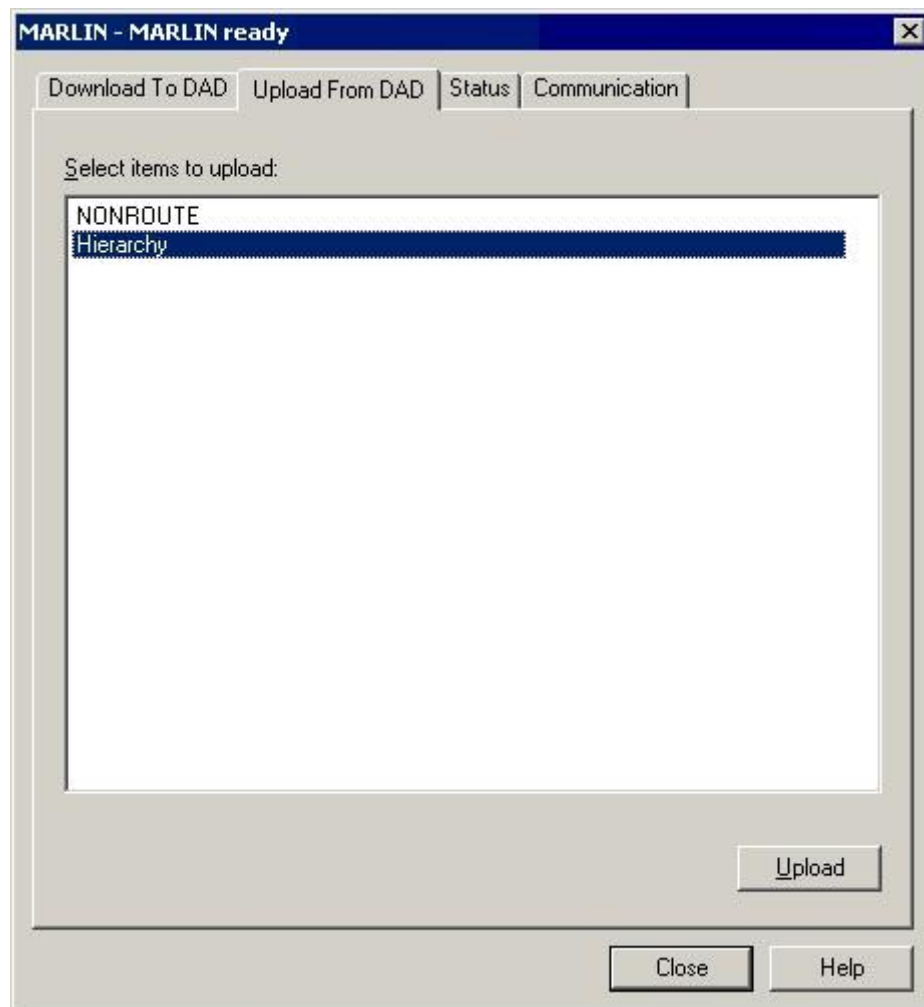 MARLIN - MARLIN ready
Download To DAD Upload From DAD Status Communication
Select items to upload:
NONROUTE
Hierarchy
Upload
Close Help